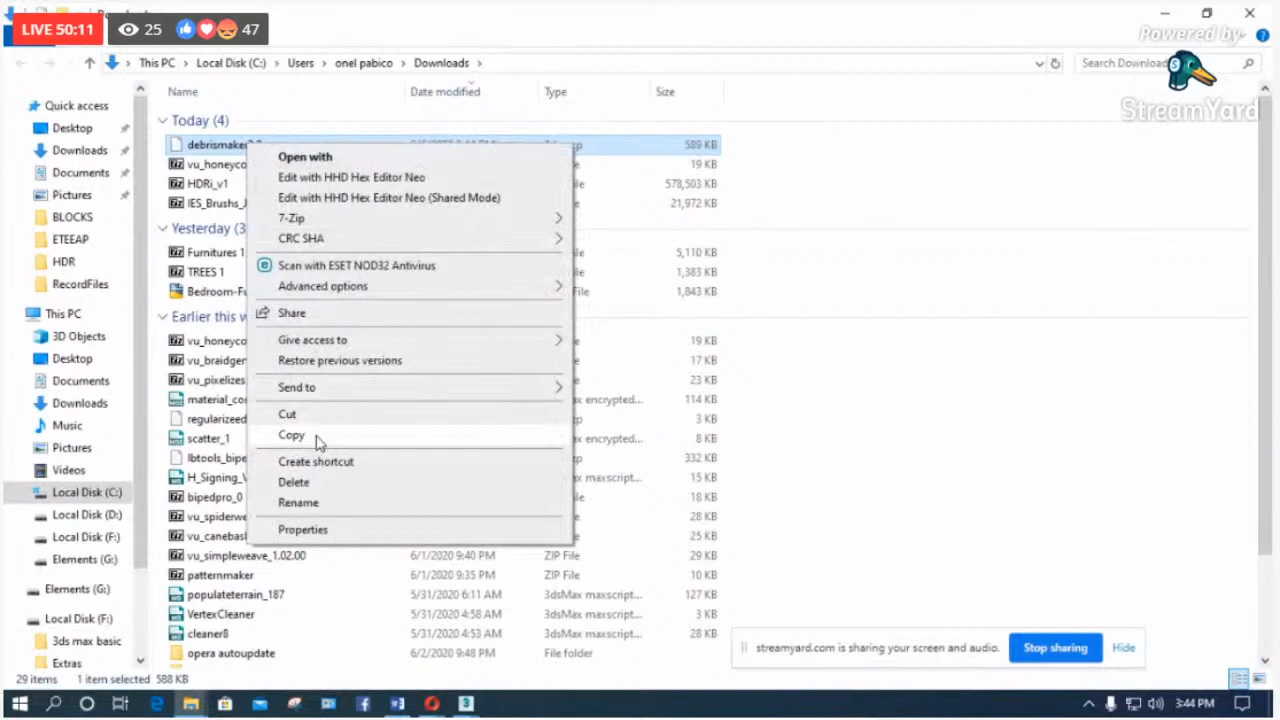 LIVE 50:11 25 47
Powered by
StreamYard
This PC Local Disk (C:) Users onel pabico Downloads
Search Download
Name Date modified Type Size
Quick access
Desktop
Downloads
Documents
Pictures
BLOCKS
ETEEAP
HDR
RecordFiles
This PC
3D Objects
Desktop
Documents
Downloads
Music
Pictures
Videos
Local Disk (C:)
Local Disk (D:)
Local Disk (F:)
Elements (G:)
Elements (G:)
Local Disk (F:)
3ds max basic
Extras
Today (4)
debrismaker 589 KB
vu_honeyco 19 KB
HDRi_v1 578,503 KB
IES_Brushs_ 21,972 KB
Yesterday (3
Furnitures 1 5,110 KB
TREES 1 1,383 KB
Bedroom-Fu File 1,843 KB
Earlier this w
vu_honeyco 19 KB
vu_braidgen 17 KB
vu_pixelizes 23 KB
material_co x encrypted... 114 KB
regularizeed 3 KB
scatter_1 x encrypted... 8 KB
lbtools_bipe 332 KB
H_Signing_V 15 KB
bipedpro_0 18 KB
vu_spiderwe 28 KB
vu_canebas 25 KB
vu_simpleweave_1.02.00 6/1/2020 9:40 PM ZIP File 29 KB
patternmaker 6/1/2020 9:35 PM ZIP File 10 KB
populateterrain_187 5/31/2020 6:11 AM 3dsMax maxscript... 127 KB
VertexCleaner 5/31/2020 4:58 AM 3dsMax maxscript... 3 KB
cleaner8 5/31/2020 4:53 AM 3dsMax maxscript... 28 KB
opera autoupdate 6/2/2020 9:48 PM File folder
Open with
Edit with HHD Hex Editor Neo
Edit with HHD Hex Editor Neo (Shared Mode)
7-Zip
CRC SHA
Scan with ESET NOD32 Antivirus
Advanced options
Share
Give access to
Restore previous versions
Send to
Cut
Copy
Create shortcut
Delete
Rename
Properties
streamyard.com is sharing your screen and audio. Stop sharing Hide
29 items 1 item selected 588 KB
3:44 PM